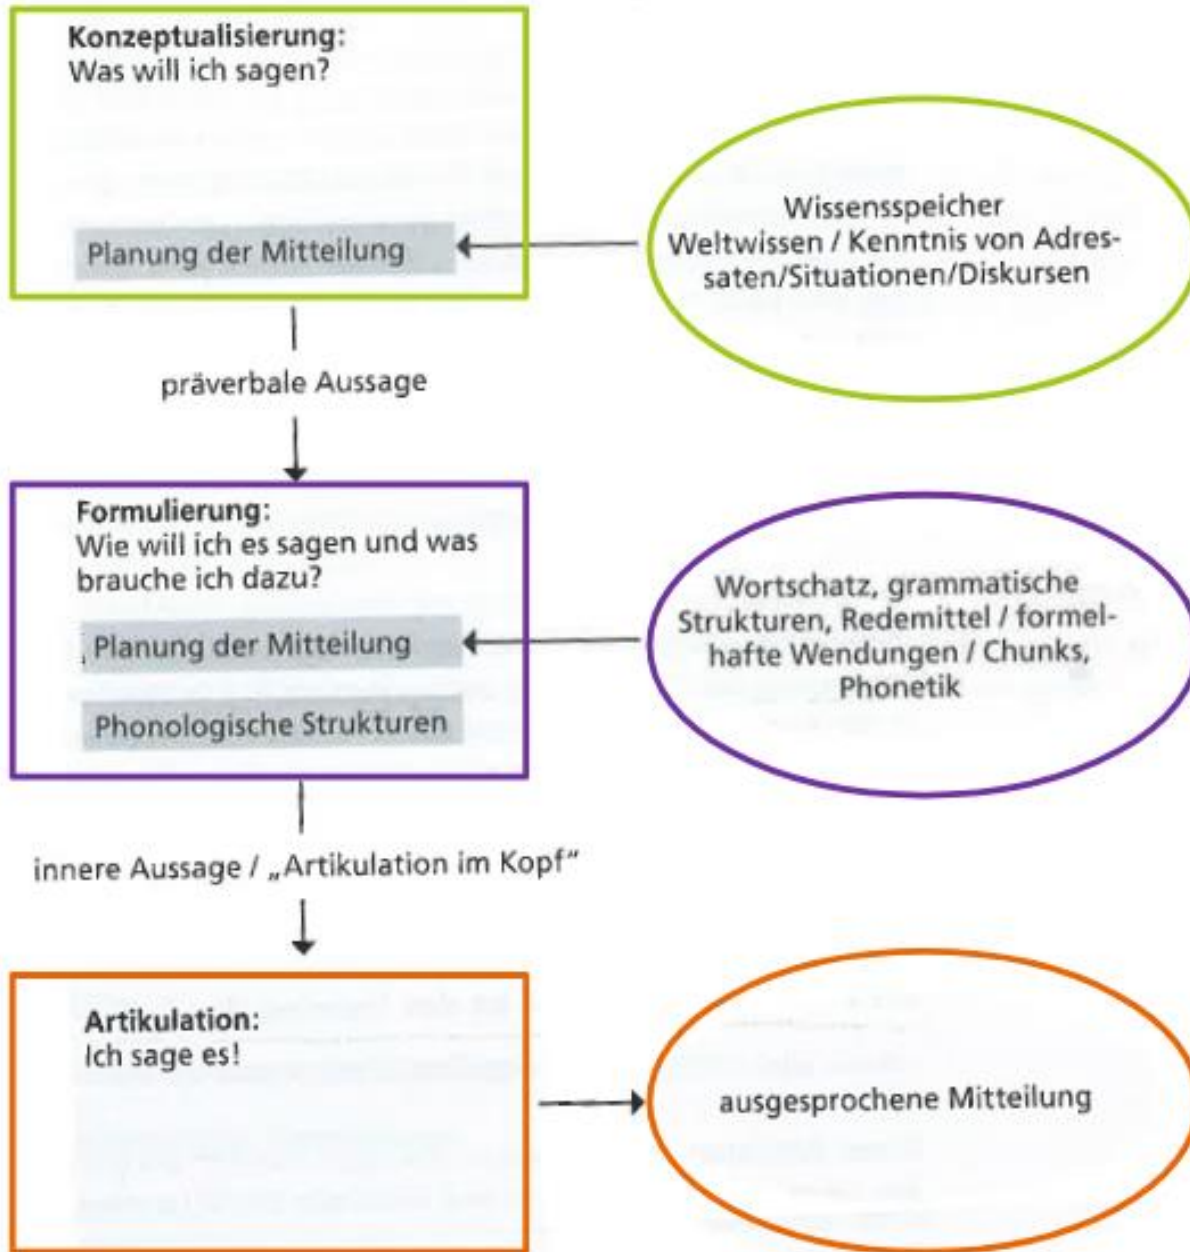 Konzeptualisierung:
Was will ich sagen?
Planung der Mitteilung
Wissensspeicher
Weltwissen / Kenntnis von Adres-
saten/Situationen/Diskursen
präverbale Aussage
Formulierung:
Wie will ich es sagen und was
brauche ich dazu?
Planung der Mitteilung
Phonologische Strukturen
Wortschatz, grammatische
Strukturen, Redemittel / formel-
hafte Wendungen / Chunks,
Phonetik
innere Aussage / „Artikulation im Kopf“
Artikulation:
Ich sage es!
ausgesprochene Mitteilung